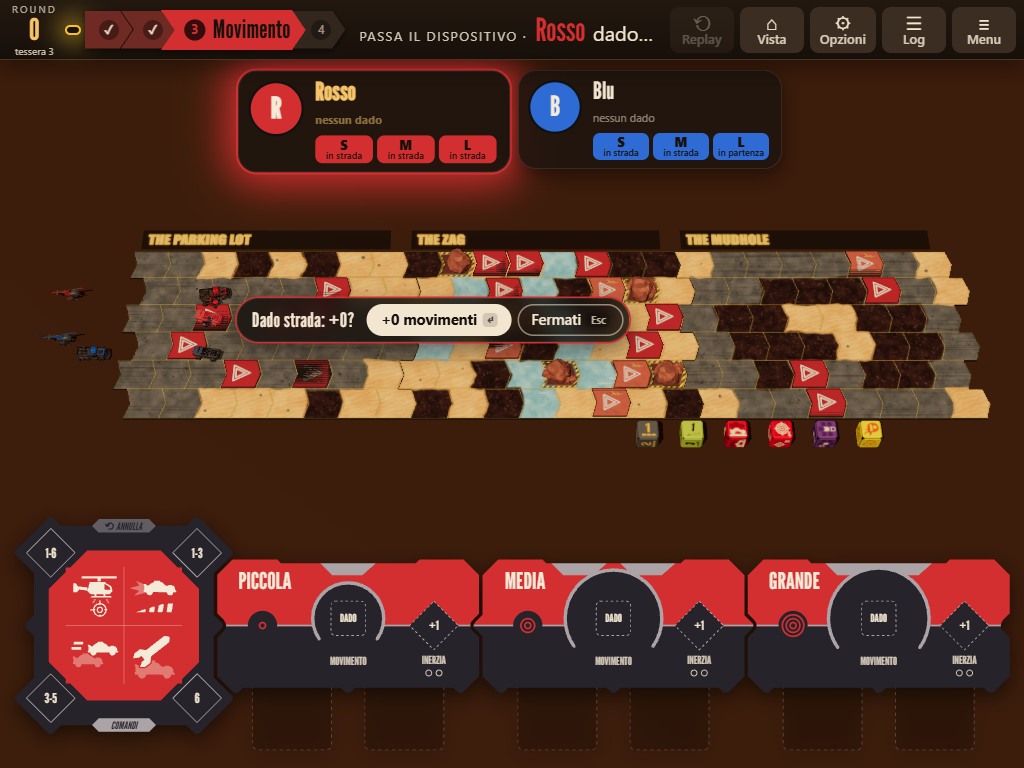 ROUND
0
tessera 3
3 Movimento
4
PASSA IL DISPOSITIVO · Rosso dado...
Replay
Vista
Opzioni
Log
Menu
R
Rosso
nessun dado
S
in strada
M
in strada
L
in strada
B
Blu
nessun dado
S
in strada
M
in strada
L
in partenza
THE PARKING LOT
THE ZAG
THE MUDHOLE
Dado strada: +0?
+0 movimenti
Fermati Esc
ANNULLA
1-6
1-3
3-5
6
COMANDI
PICCOLA
DADO
MOVIMENTO
+1
INERZIA
MEDIA
DADO
MOVIMENTO
+1
INERZIA
GRANDE
DADO
MOVIMENTO
+1
INERZIA